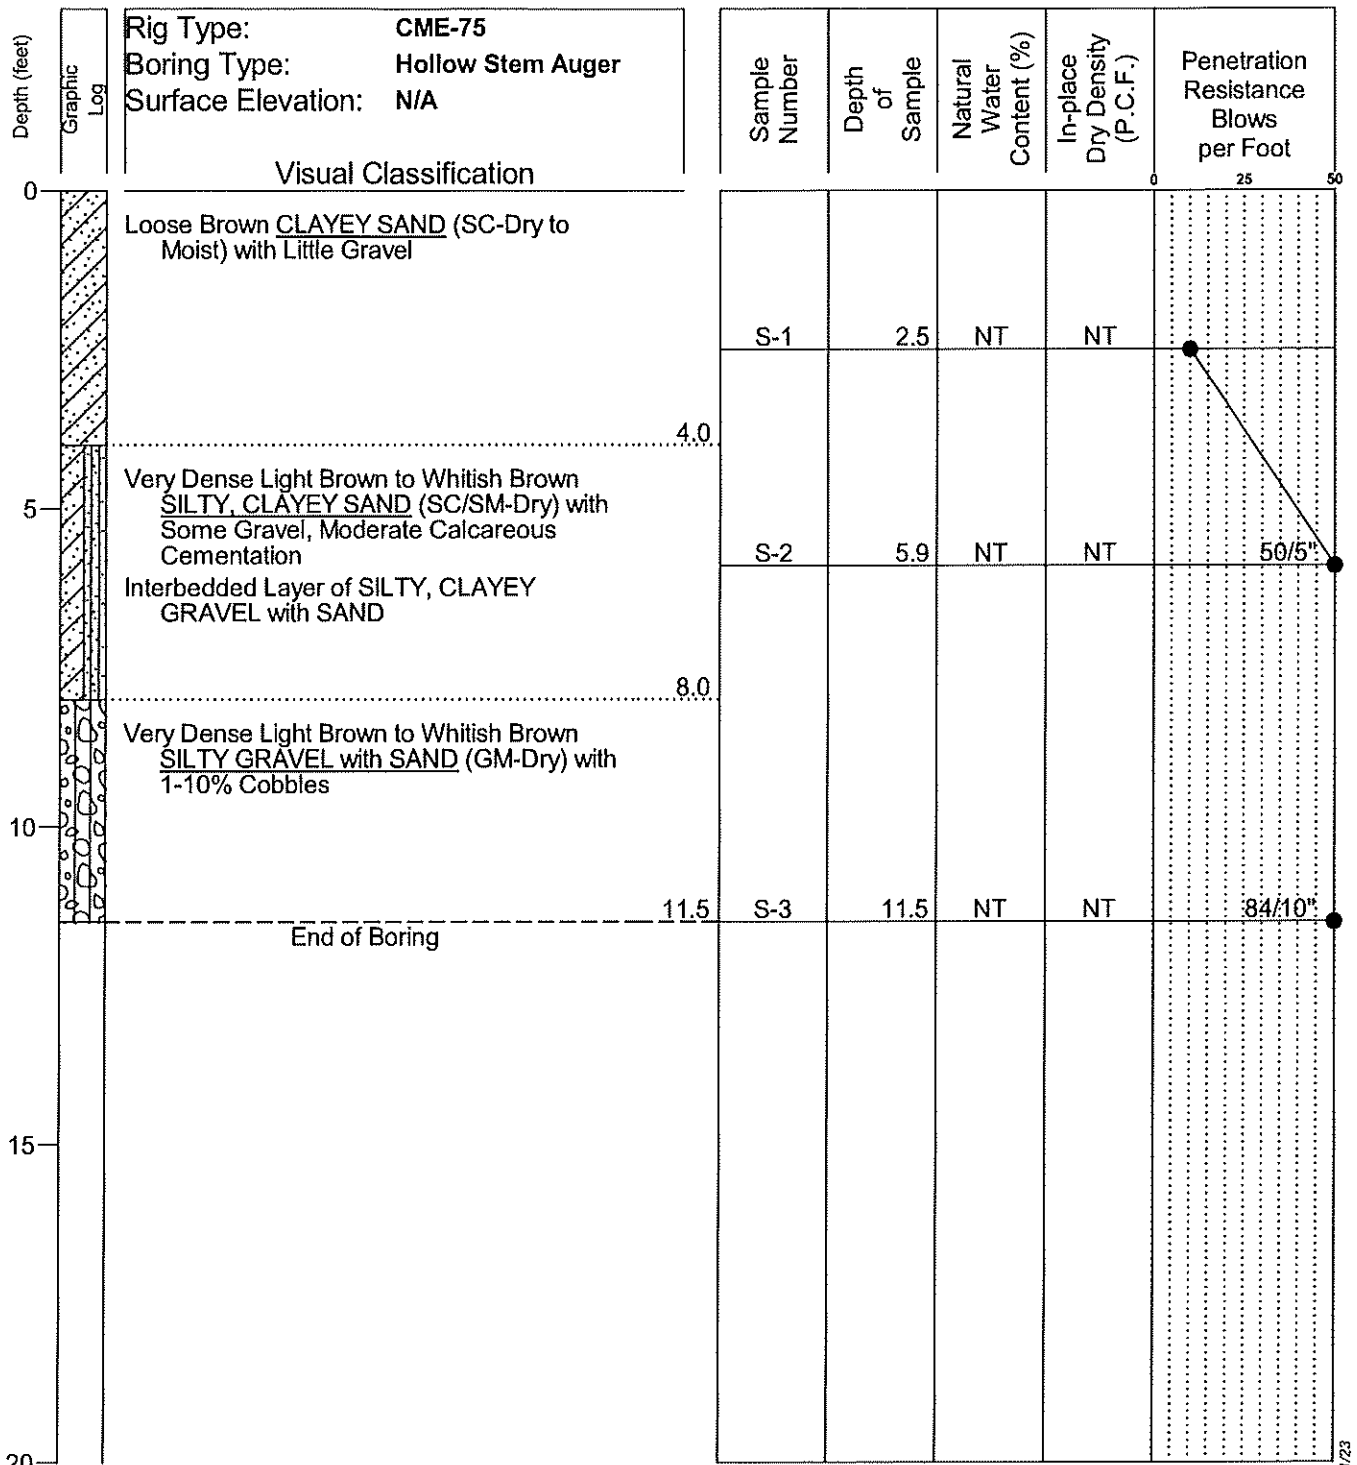 Depth (feet)
Graphic
Log
Rig Type: CME-75
Boring Type: Hollow Stem Auger
Surface Elevation: N/A
Visual Classification
Sample
Number
Depth
of
Sample
Natural
Water
Content (%)
In-place
Dry Density
(P.C.F.)
Penetration
Resistance
Blows
per Foot
0 25 50
0
Loose Brown CLAYEY SAND (SC-Dry to
Moist) with Little Gravel
S-1 2.5 NT NT
4.0
Very Dense Light Brown to Whitish Brown
SILTY, CLAYEY SAND (SC/SM-Dry) with
Some Gravel, Moderate Calcareous
Cementation
5
S-2 5.9 NT NT 50/5"
Interbedded Layer of SILTY, CLAYEY
GRAVEL with SAND
8.0
Very Dense Light Brown to Whitish Brown
SILTY GRAVEL with SAND (GM-Dry) with
1-10% Cobbles
10
11.5 S-3 11.5 NT NT 84/10"
End of Boring
15
20